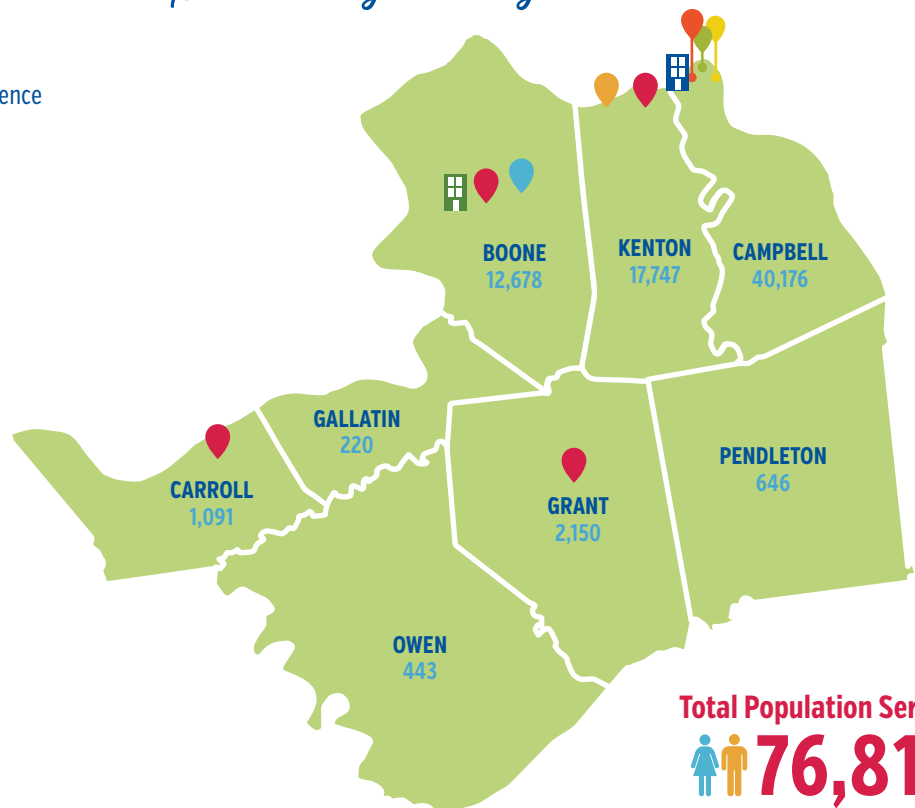 ence
BOONE
12,678
KENTON
17,747
CAMPBELL
40,176
GALLATIN
220
CARROLL
1,091
GRANT
2,150
PENDLETON
646
OWEN
443
Total Population Ser
76,81